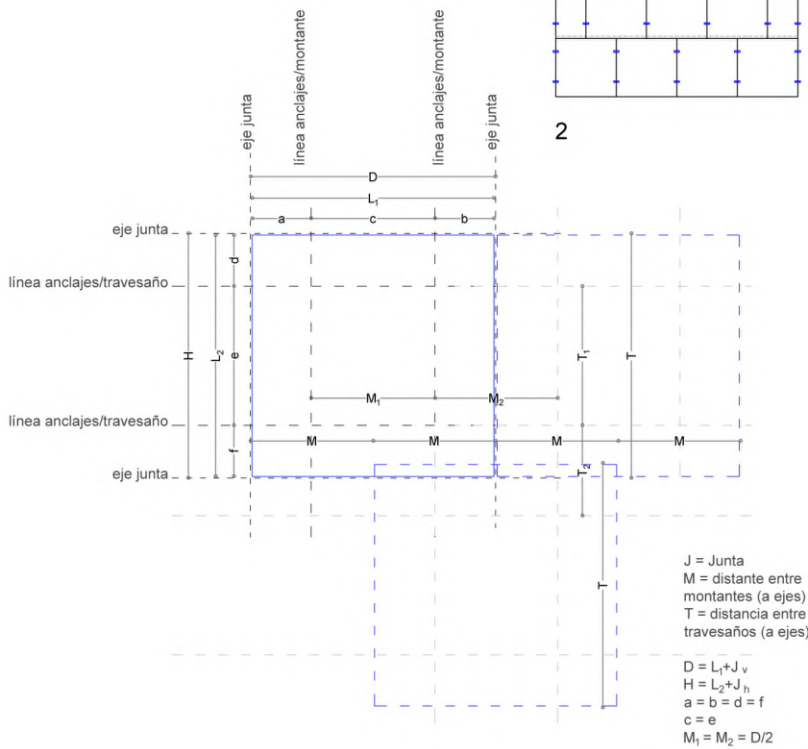 2
eje junta
línea anclajes/montante
línea anclajes/montante
eje junta
D
L₁
a
c
b
eje junta
línea anclajes/travesaño
línea anclajes/travesaño
eje junta
H
L₂
d
e
f
M₁
M₂
M
M
M
M
T₁
T
T₂
T
J = Junta
M = distante entre
montantes (a ejes)
T = distancia entre
travesaños (a ejes)
D = L₁+J v
H = L₂+J h
a = b = d = f
c = e
M₁ = M₂ = D/2